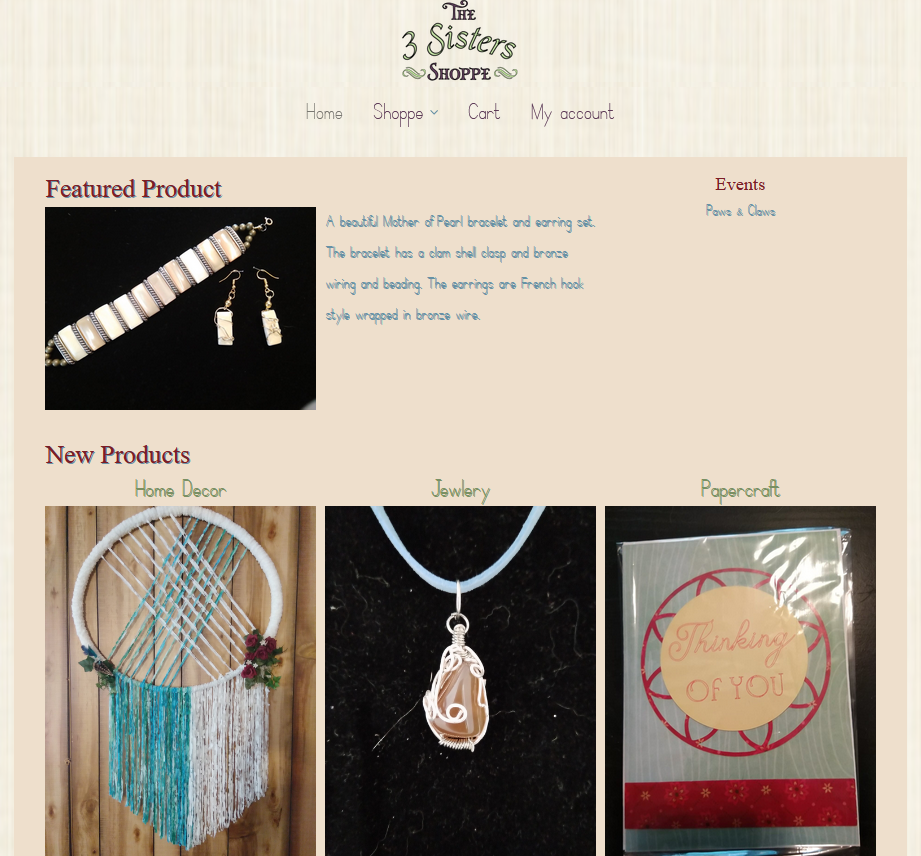 THE
3 Sisters
SHOPPE
Home Shoppe Cart My account
Featured Product
Events
Paws & Claws
A beautiful Mother of Pearl bracelet and earring set.
The bracelet has a clam shell clasp and bronze
wiring and beading. The earrings are French hook
style wrapped in bronze wire.
New Products
Home Decor
Jewlery
Papercraft
Thinking
OF YOU